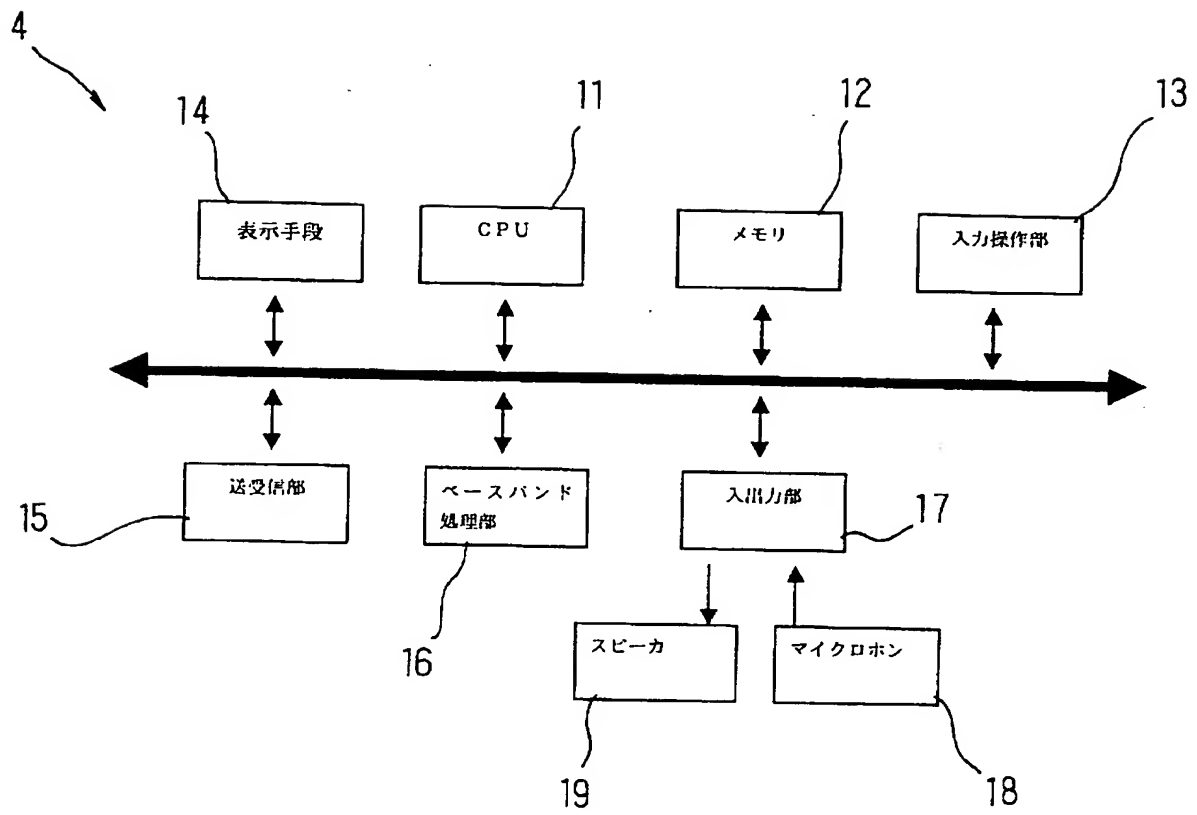 4
14
11
12
13
表示手段
CPU
メモリ
入力操作部
送受信部
ベースバンド
処理部
入出力部
15
17
16
スピーカ
マイクロホン
19
18